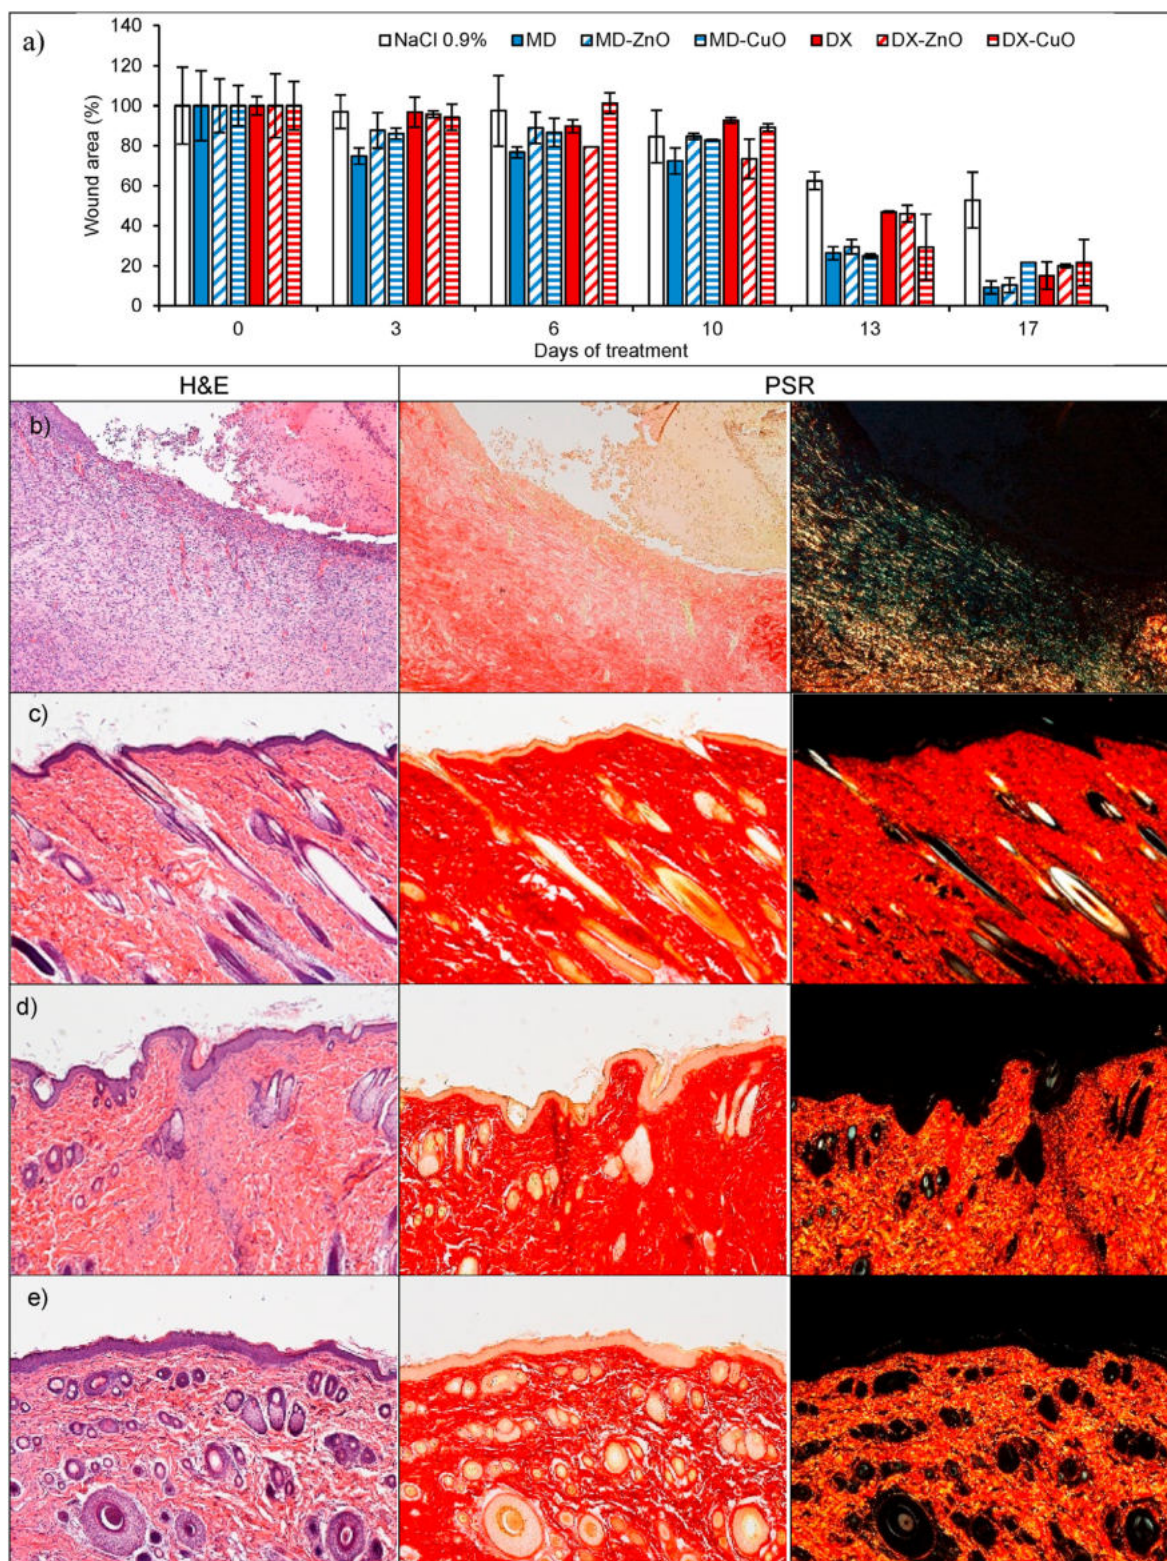 a)
140
120
100
80
60
40
20
0
Wound area (%)
NaCl 0.9% MD MD-ZnO MD-CuO DX DX-ZnO DX-CuO
0 3 6 10 13 17
Days of treatment
H&E PSR
b)
c)
d)
e)